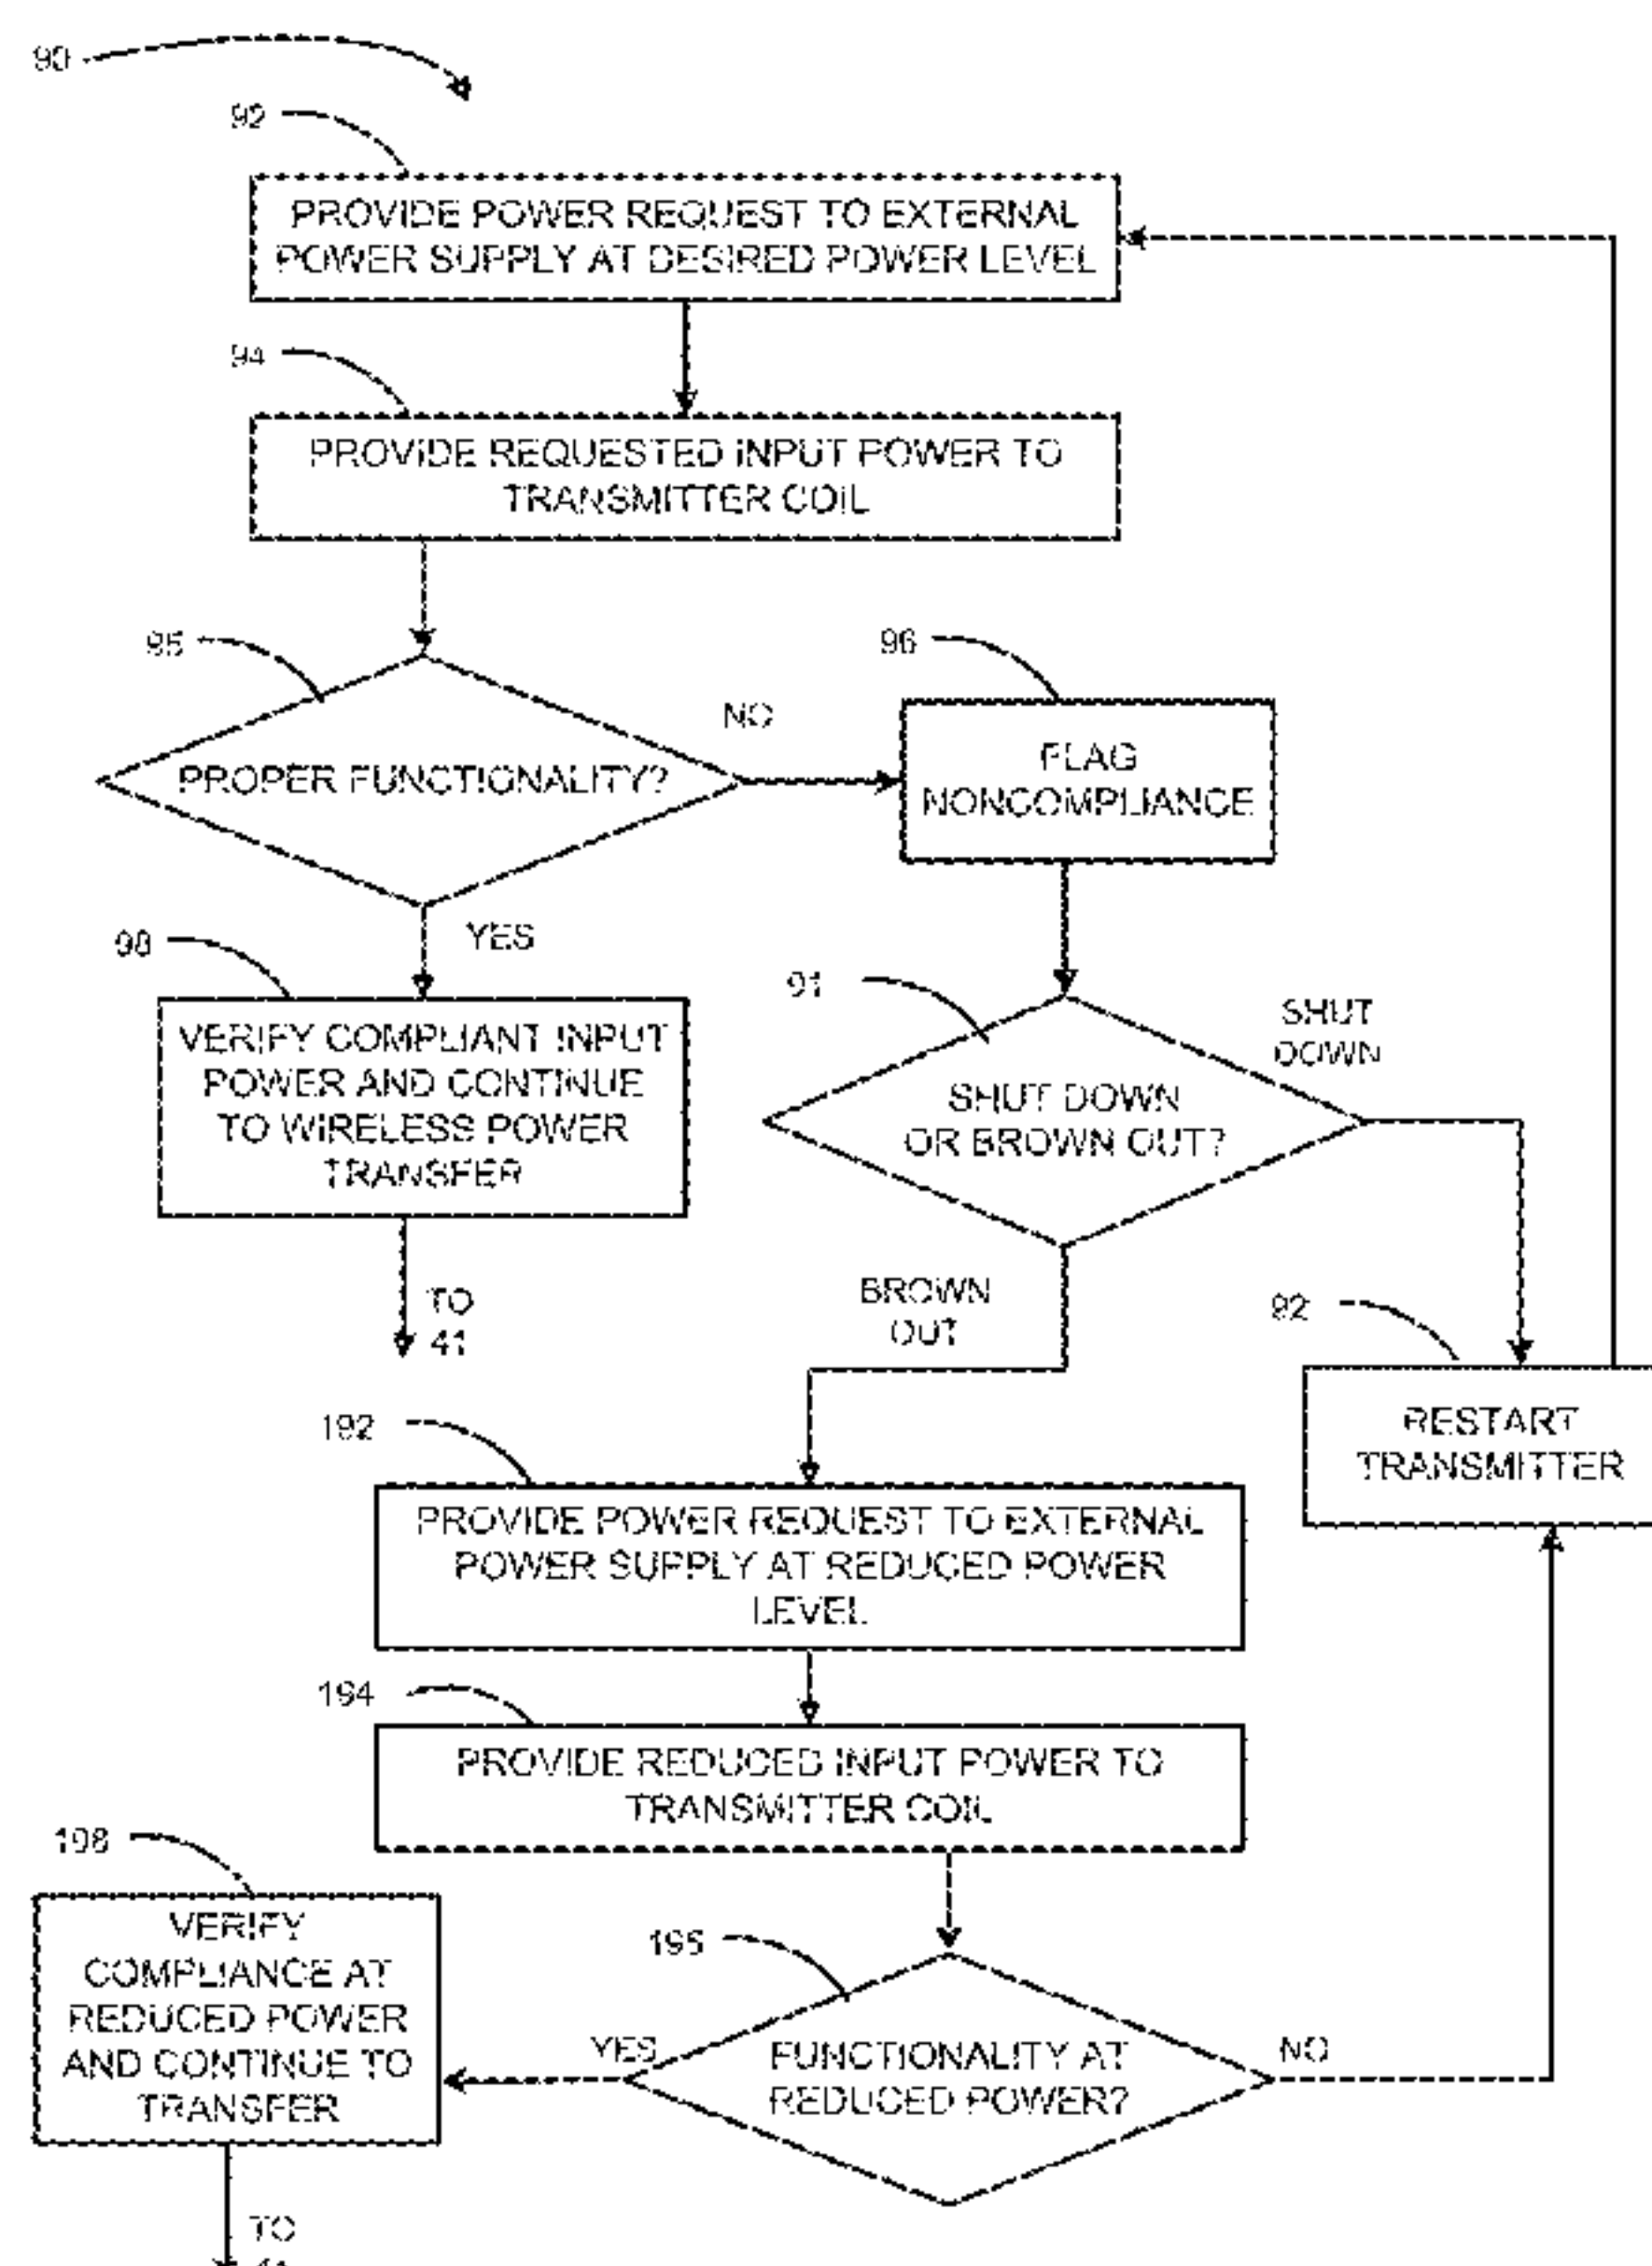 90
92
PROVIDE POWER REQUEST TO EXTERNAL
POWER SUPPLY AT DESIRED POWER LEVEL
94
PROVIDE REQUESTED INPUT POWER TO
TRANSMITTER COIL
95
PROPER FUNCTIONALITY?
NO
96
FLAG
NONCOMPLIANCE
YES
98
VERIFY COMPLIANT INPUT
POWER AND CONTINUE
TO WIRELESS POWER
TRANSFER
TO
41
91
SHUT DOWN
OR BROWN OUT?
SHUT
DOWN
BROWN
OUT
92
RESTART
TRANSMITTER
192
PROVIDE POWER REQUEST TO EXTERNAL
POWER SUPPLY AT REDUCED POWER
LEVEL
194
PROVIDE REDUCED INPUT POWER TO
TRANSMITTER COIL
198
VERIFY
COMPLIANCE AT
REDUCED POWER
AND CONTINUE TO
TRANSFER
195
YES
FUNCTIONALITY AT
REDUCED POWER?
NO
TO